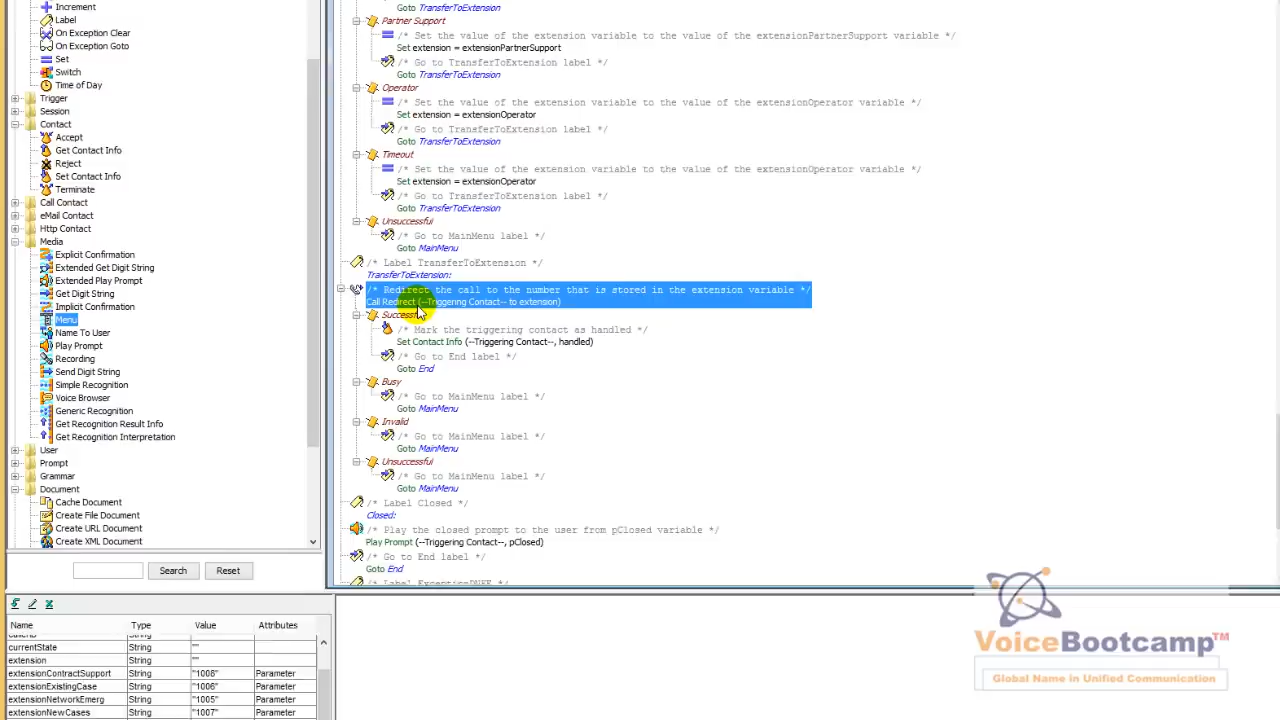 Increment
Label
On Exception Clear
On Exception Goto
Set
Switch
Time of Day
Trigger
Session
Contact
Accept
Get Contact Info
Reject
Set Contact Info
Terminate
Call Contact
eMail Contact
Http Contact
Media
Explicit Confirmation
Extended Get Digit String
Extended Play Prompt
Get Digit String
Implicit Confirmation
Menu
Name To User
Play Prompt
Recording
Send Digit String
Simple Recognition
Voice Browser
Generic Recognition
Get Recognition Result Info
Get Recognition Interpretation
User
Prompt
Grammar
Document
Cache Document
Create File Document
Create URL Document
Create XML Document
Search
Reset
Goto TransferToExtension
Partner Support
/* Set the value of the extension variable to the value of the extensionPartnerSupport variable */
Set extension = extensionPartnerSupport
/* Go to TransferToExtension label */
Goto TransferToExtension
Operator
/* Set the value of the extension variable to the value of the extensionOperator variable */
Set extension = extensionOperator
/* Go to TransferToExtension label */
Goto TransferToExtension
Timeout
/* Set the value of the extension variable to the value of the extensionOperator variable */
Set extension = extensionOperator
/* Go to TransferToExtension label */
Goto TransferToExtension
Unsuccessful
/* Go to MainMenu label */
Goto MainMenu
/* Label TransferToExtension */
TransferToExtension:
/* Redirect the call to the number that is stored in the extension variable */
Call Redirect (--Triggering Contact-- to extension)
/* Mark the triggering contact as handled */
Set Contact Info (--Triggering Contact--, handled)
/* Go to End label */
Goto End
Busy
/* Go to MainMenu label */
Goto MainMenu
Invalid
/* Go to MainMenu label */
Goto MainMenu
Unsuccessful
/* Go to MainMenu label */
Goto MainMenu
/* Label Closed */
Closed:
/* Play the closed prompt to the user from pClosed variable */
Play Prompt (--Triggering Contact--, pClosed)
/* Go to End label */
Goto End
Name Type Value Attributes
String
currentState String ""
extension String ""
extensionContractSupport String "1008" Parameter
extensionExistingCase String "1006" Parameter
extensionNetworkEmerg String "1005" Parameter
extensionNewCases String "1007" Parameter
VoiceBootcamp™
Global Name in Unified Communication